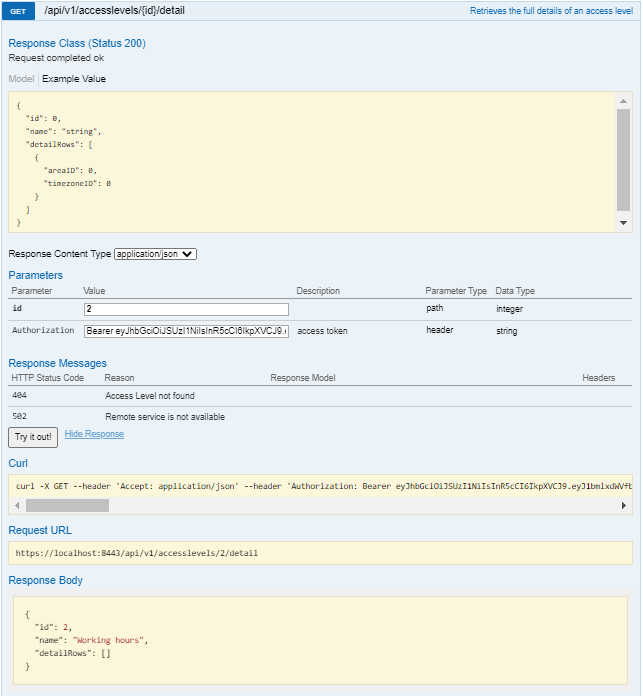 GET /api/v1/accesslevels/{id}/detail Retrieves the full details of an access level
Response Class (Status 200)
Request completed ok
Model Example Value
{
"id": 0,
"name": "string",
"detailRows": [
{
"areaID": 0,
"timezoneID": 0
}
]
}
Response Content Type application/json
Parameters
Parameter Value Description Parameter Type Data Type
id 2 path integer
Authorization Bearer eyJhbGciOiJSUzI1NiIsInR5cCI6IkpXVCJ9. access token header string
Response Messages
HTTP Status Code Reason Response Model Headers
404 Access Level not found
502 Remote service is not available
Try it out! Hide Response
Curl
curl -X GET --header 'Accept: application/json' --header 'Authorization: Bearer eyJhbGciOiJSUzI1NiIsInR5cCI6IkpXVCJ9.eyJ1bmlxdWVfb
Request URL
https://localhost:8443/api/v1/accesslevels/2/detail
Response Body
{
"id": 2,
"name": "Working hours",
"detailRows": []
}